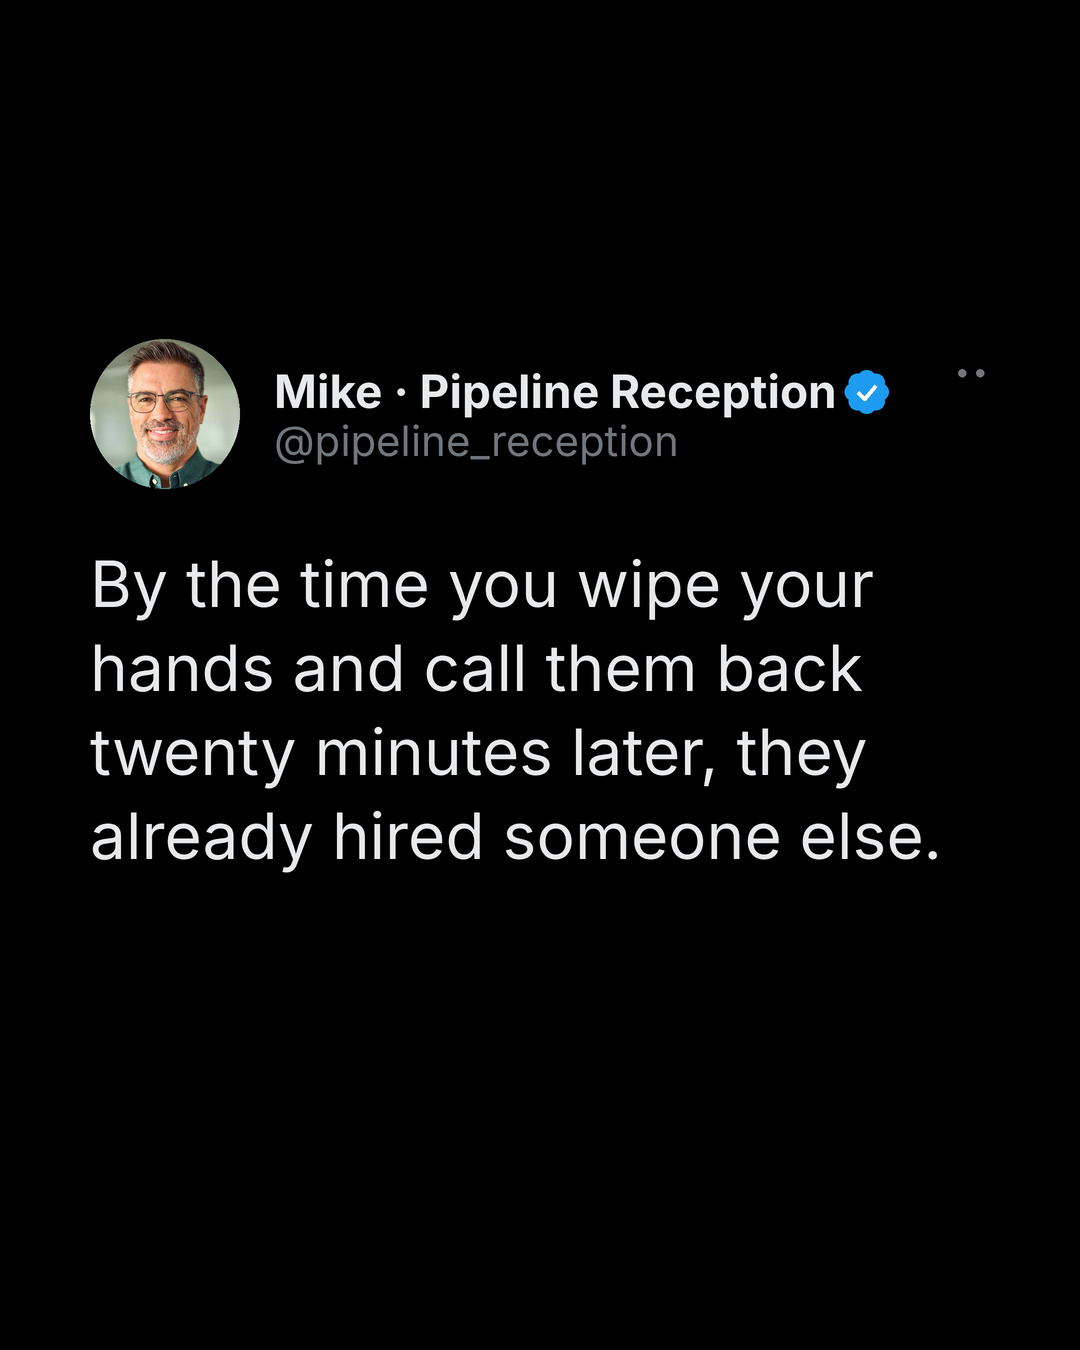 Mike · Pipeline Reception
@pipeline_reception
By the time you wipe your
hands and call them back
twenty minutes later, they
already hired someone else.